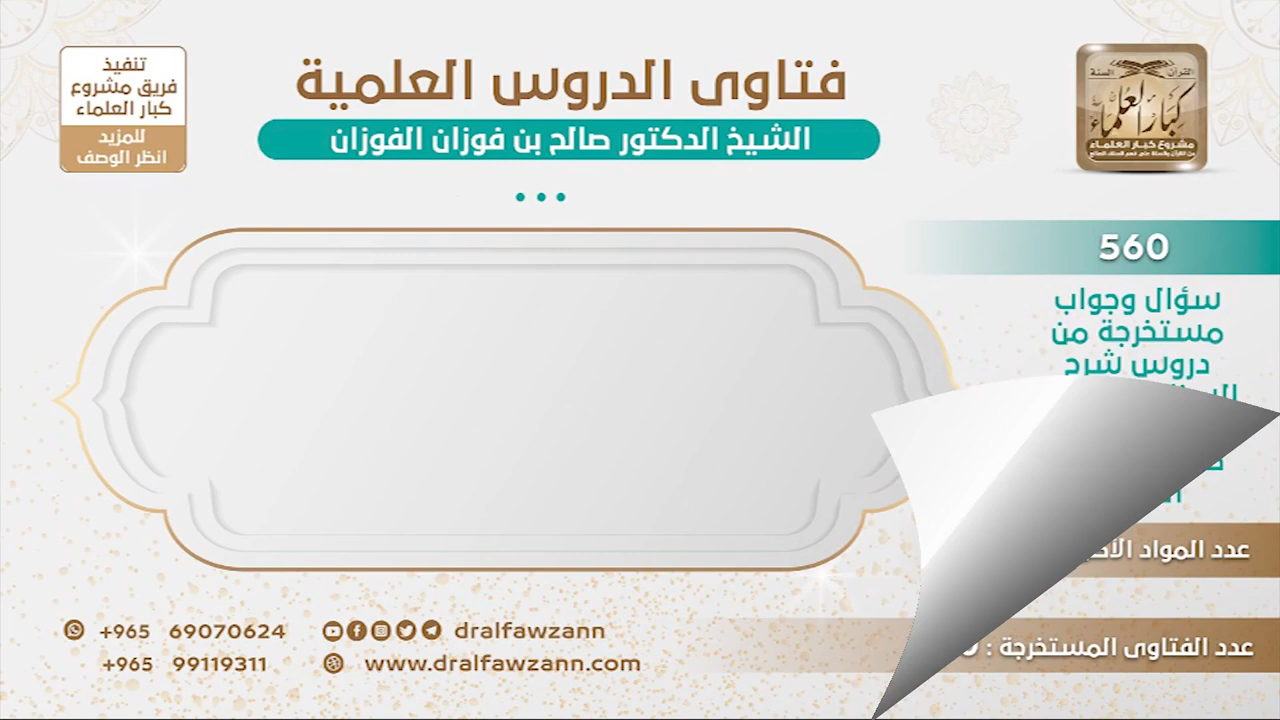 فتاوى الدروس العلمية
الشيخ الدكتور صالح بن فوزان الفوزان
القرآن
السنة
كبار العلماء
مشروع كبار العلماء
تنفيذ
فريق مشروع
كبار العلماء
للمزيد
انظر الوصف
560
سؤال وجواب
مستخرجة من
دروس شرح
عدد المواد
عدد الفتاوى المستخرجة :
dralfawzann
www.dralfawzann.com
+965 69070624
+965 99119311